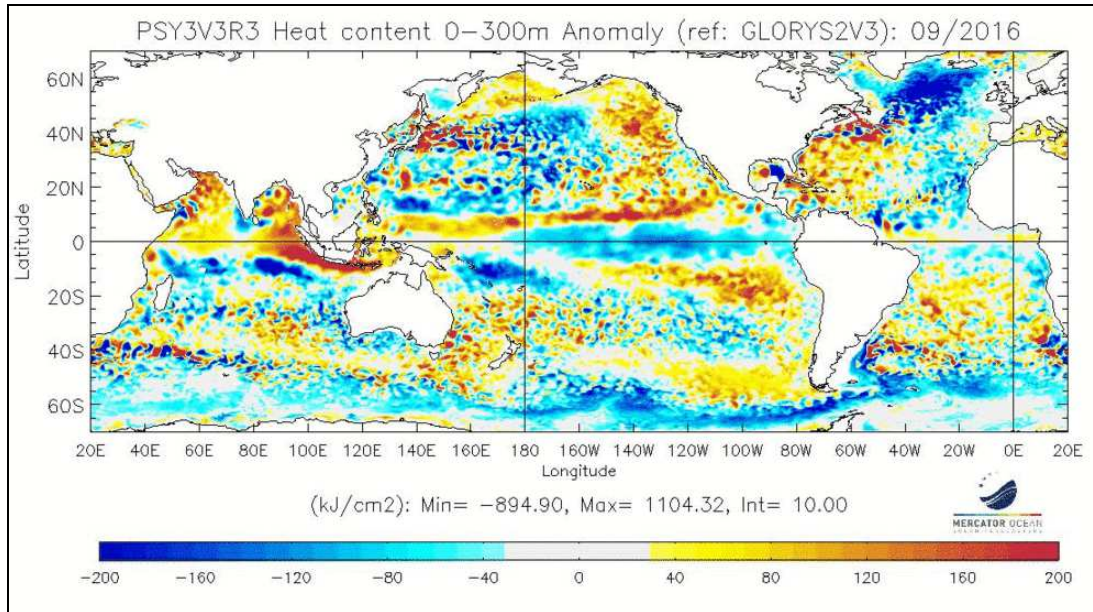 PSY3V3R3 Heat content 0-300m Anomaly (ref: GLORYS2V3): 09/2016
60N
40N
20N
0
20S
40S
60S
Latitude
20E 40E 60E 80E 100E 120E 140E 160E 180E 160W 140W 120W 100W 80W 60W 40W 20W 0E 20E
Longitude
(kJ/cm2): Min= -894.90, Max= 1104.32, Int= 10.00
MERCATOR OCEAN
-200 -160 -120 -80 -40 0 40 80 120 160 200